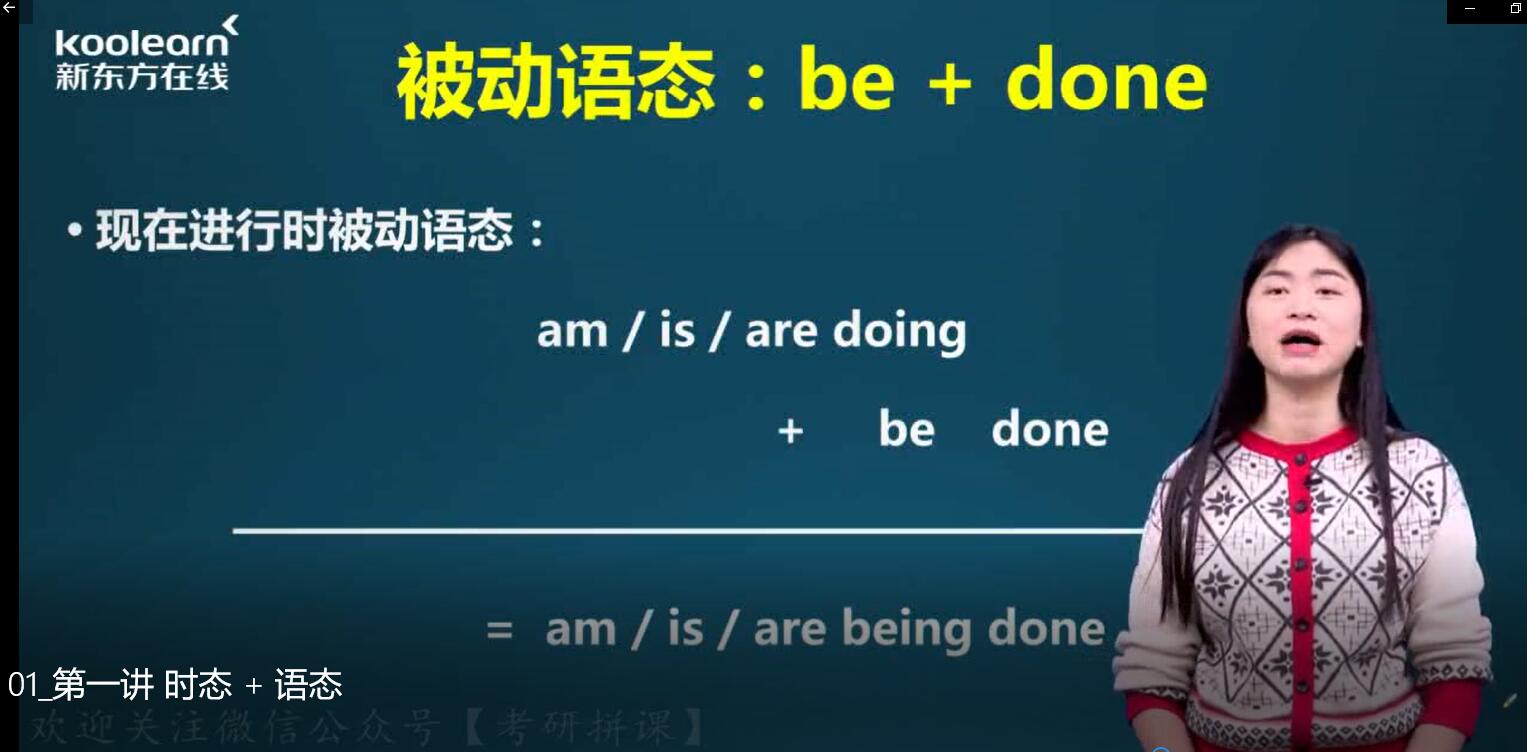 koolearn
新东方在线
被动语态：be + done
• 现在进行时被动语态：
am / is / are doing
+ be done
= am / is / are being done
01_第一讲 时态 + 语态
欢迎关注微信公众号【考研拼课】